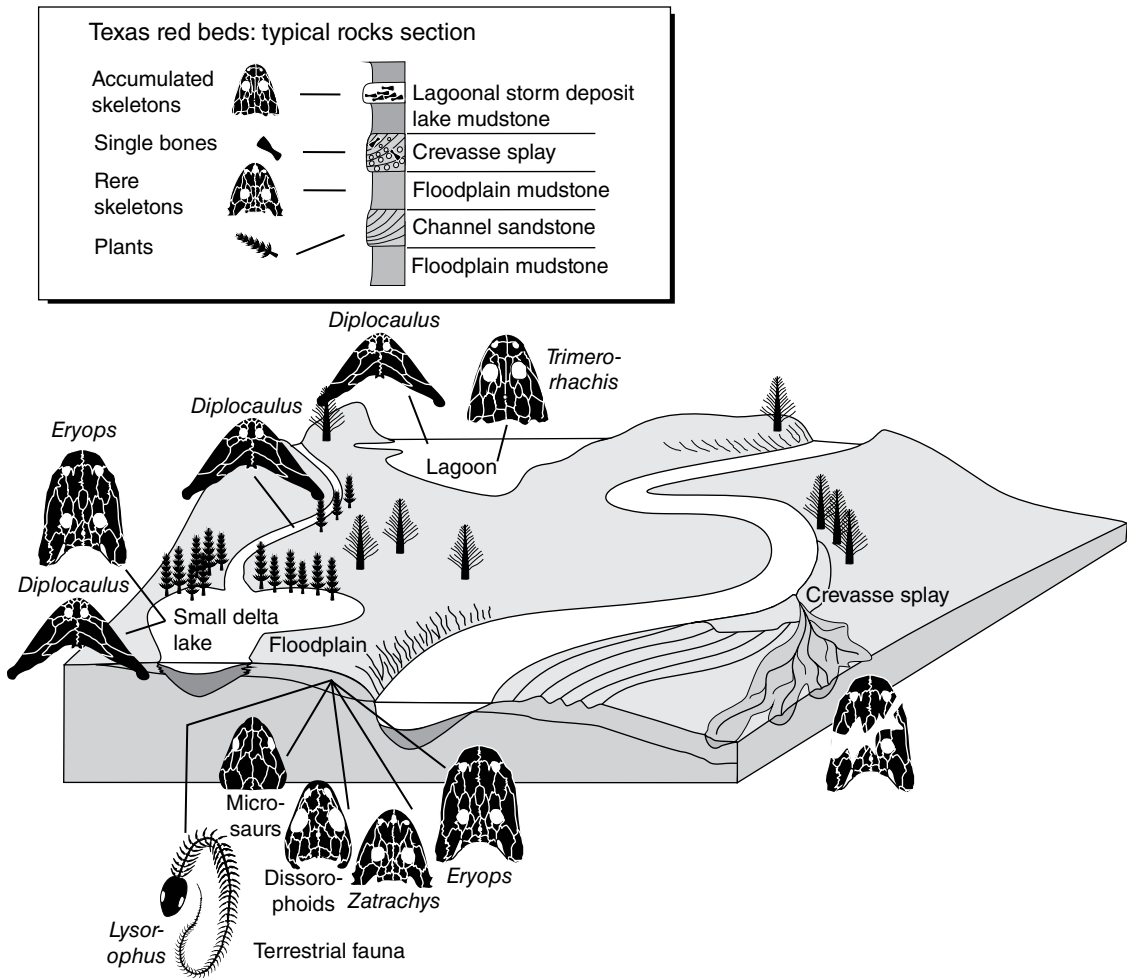 Texas red beds: typical rocks section
Accumulated
skeletons
Single bones
Rere
skeletons
Plants
Lagoonal storm deposit
lake mudstone
Crevasse splay
Floodplain mudstone
Channel sandstone
Floodplain mudstone
Diplocaulus
Trimero-
rhachis
Diplocaulus
Eryops
Lagoon
Diplocaulus
Small delta
lake
Floodplain
Crevasse splay
Micro-
saurs
Dissoro-
phoids
Zatrachys
Eryops
Lysor-
ophus
Terrestrial fauna